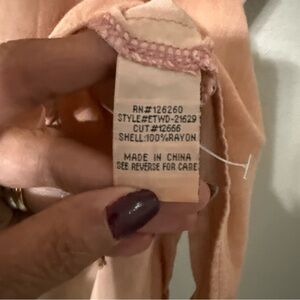 RN#126260
STYLE#ETWD-21629
CUT#12666
SHELL:100%RAYON
MADE IN CHINA
SEE REVERSE FOR CARE